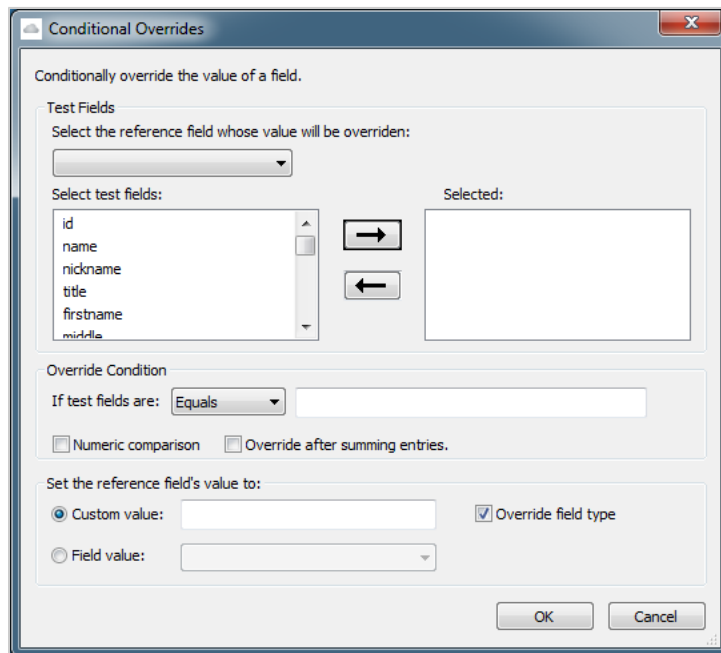 Conditional Overrides
Conditionally override the value of a field.
Test Fields
Select the reference field whose value will be overriden:
Select test fields:
Selected:
id
name
nickname
title
firstname
middle
Override Condition
If test fields are: Equals
Numeric comparison Override after summing entries.
Set the reference field's value to:
Custom value: Override field type
Field value:
OK Cancel